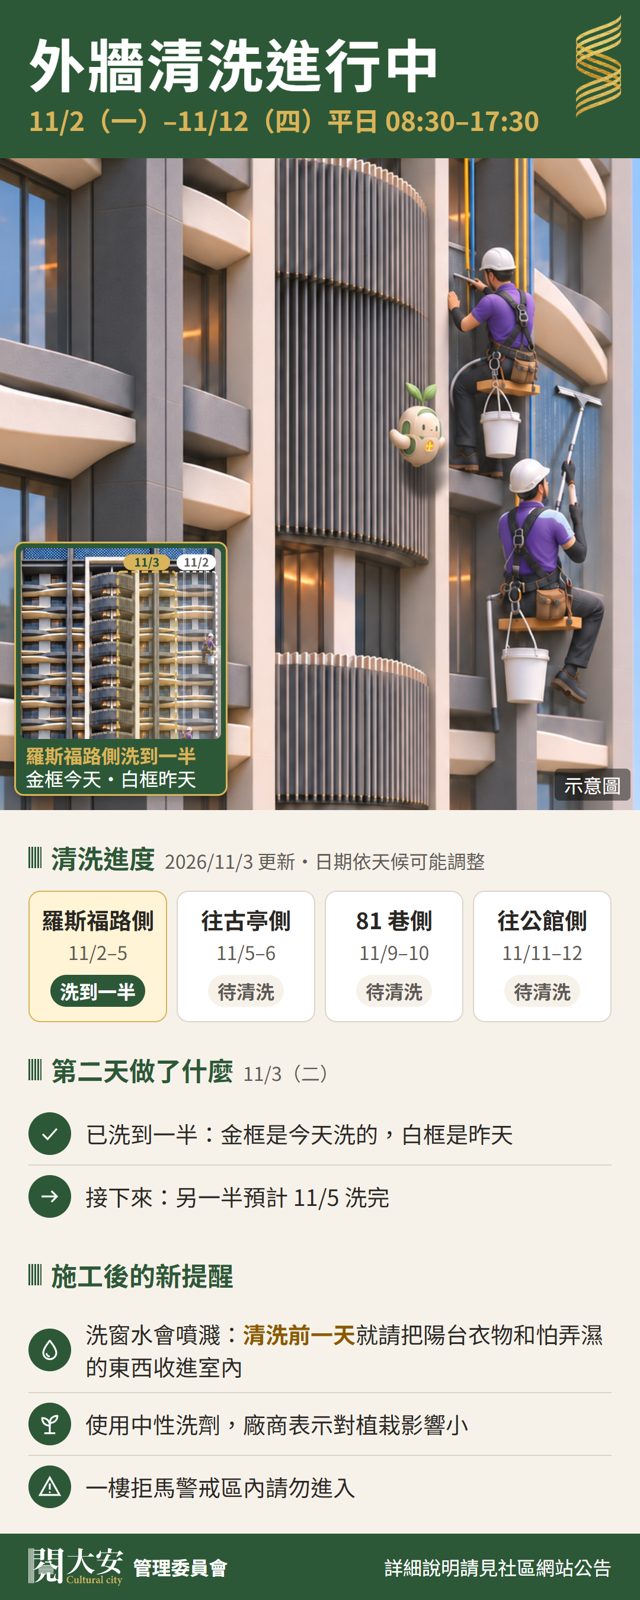 外牆清洗進行中
11/2（一）–11/12（四）平日 08:30–17:30
11/3
11/2
羅斯福路側洗到一半
金框今天・白框昨天
示意圖
清洗進度 2026/11/3 更新・日期依天候可能調整
羅斯福路側
11/2–5
洗到一半
往古亭側
11/5–6
待清洗
81 巷側
11/9–10
待清洗
往公館側
11/11–12
待清洗
第二天做了什麼 11/3（二）
已洗到一半：金框是今天洗的，白框是昨天
接下來：另一半預計 11/5 洗完
施工後的新提醒
洗窗水會噴濺：清洗前一天就請把陽台衣物和怕弄濕
的東西收進室內
使用中性洗劑，廠商表示對植栽影響小
一樓拒馬警戒區內請勿進入
閱大安 管理委員會
Cultural city
詳細說明請見社區網站公告